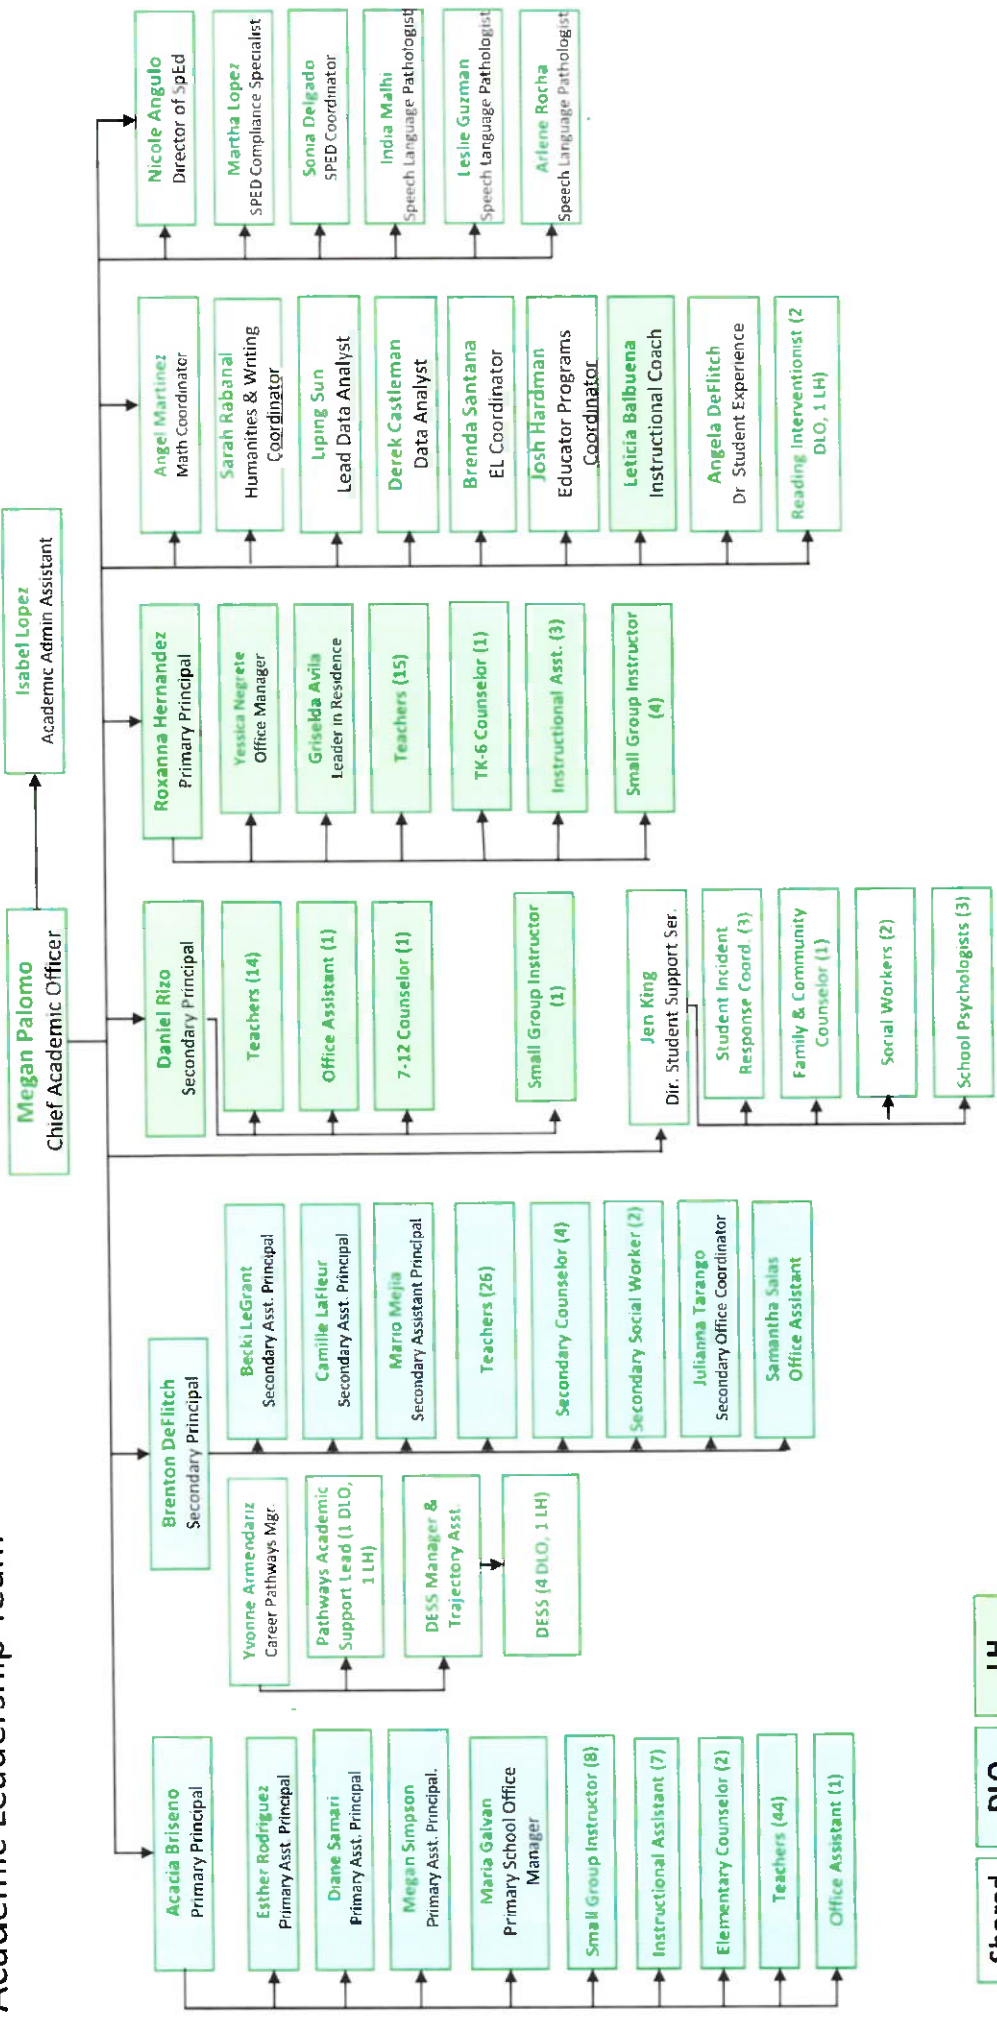 Academic Leadership Team
Megan Palomo
Chief Academic Officer
Isabel Lopez
Academic Admin Assistant
Acacia Briseno
Primary Principal
Esther Rodriguez
Primary Asst. Principal
Diane Samari
Primary Asst. Principal
Megan Simpson
Primary Asst. Principal.
Maria Galvan
Primary School Office
Manager
Small Group Instructor (8)
Instructional Assistant (7)
Elementary Counselor (2)
Teachers (44)
Office Assistant (1)
Brenton DeFlitch
Secondary Principal
Yvonne Armendariz
Career Pathways Mgr.
Pathways Academic
Support Lead (1 DLO,
1 LH)
DESS Manager &
Trajectory Asst.
DESS (4 DLO, 1 LH)
Becki LeGrant
Secondary Asst. Principal
Camille LaFleur
Secondary Asst. Principal
Mario Mejia
Secondary Assistant Principal
Teachers (26)
Secondary Counselor (4)
Secondary Social Worker (2)
Julianna Tarango
Secondary Office Coordinator
Samantha Salas
Office Assistant
Daniel Rizo
Secondary Principal
Teachers (14)
Office Assistant (1)
7-12 Counselor (1)
Small Group Instructor
(1)
Jen King
Dir. Student Support Ser.
Student Incident
Response Coord. (3)
Family & Community
Counselor (1)
Social Workers (2)
School Psychologists (3)
Roxanna Hernandez
Primary Principal
Yessica Negrete
Office Manager
Griselda Avila
Leader in Residence
Teachers (15)
TK-6 Counselor (1)
Instructional Asst. (3)
Small Group Instructor
(4)
Angel Martinez
Math Coordinator
Sarah Rabanal
Humanities & Writing
Coordinator
Liping Sun
Lead Data Analyst
Derek Castleman
Data Analyst
Brenda Santana
EL Coordinator
Josh Hardman
Educator Programs
Coordinator
Leticia Balbuena
Instructional Coach
Angela DeFlitch
Dr Student Experience
Reading Interventionist (2
DLO, 1 LH)
Nicole Angulo
Director of SpEd
Martha Lopez
SPED Compliance Specialist
Sonia Delgado
SPED Coordinator
India Malhi
Speech Language Pathologist
Leslie Guzman
Speech Language Pathologist
Arlene Rocha
Speech Language Pathologist
Shared
DLO
LH